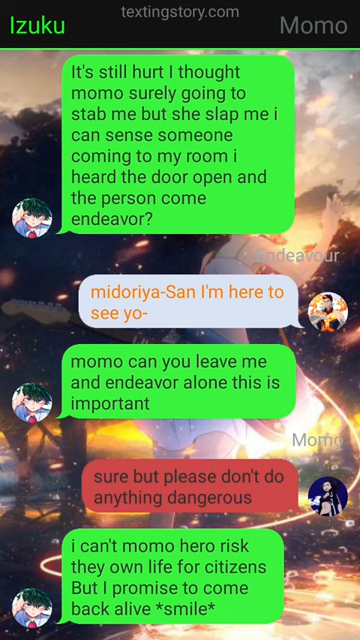 textingstory.com
Izuku
Momo
It's still hurt I thought
momo surely going to
stab me but she slap me i
can sense someone
coming to my room i
heard the door open and
the person come
endeavor?
Endeavour
midoriya-San I'm here to
see yo-
momo can you leave me
and endeavor alone this is
important
Momo
sure but please don't do
anything dangerous
i can't momo hero risk
they own life for citizens
But I promise to come
back alive *smile*